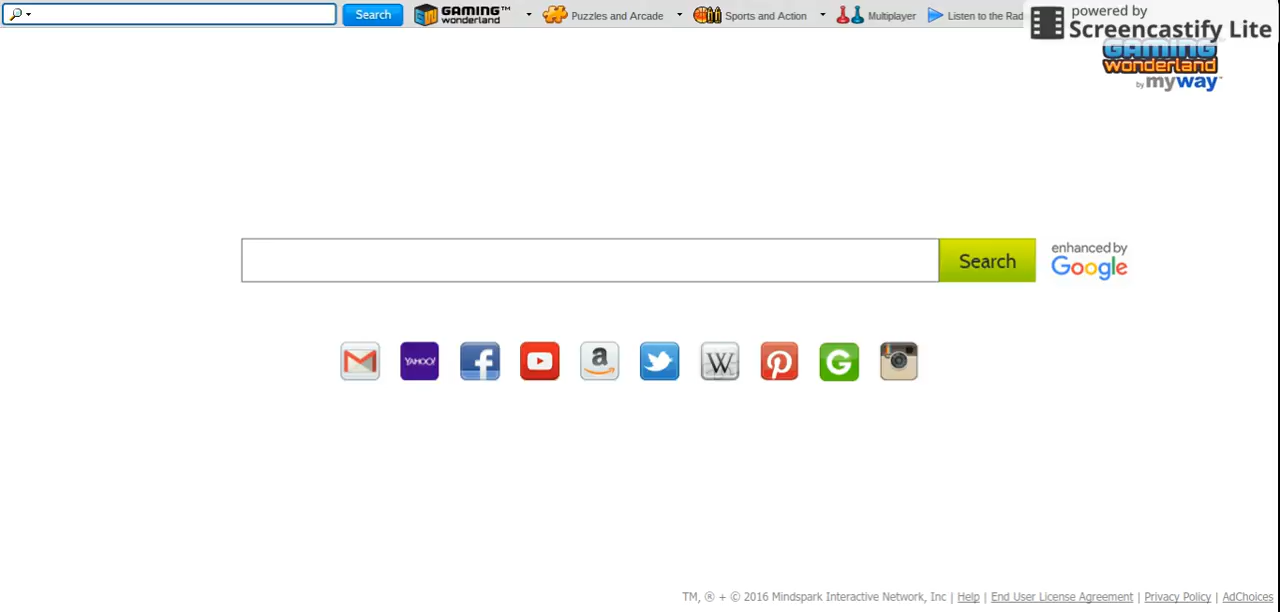 Search GAMING™ wonderland Puzzles and Arcade Sports and Action Multiplayer Listen to the Rad
powered by
Screencastify Lite
GAMING
wonderland
by myway™
Search
enhanced by
Google
YAHOO! f a W P G
TM, ® + © 2016 Mindspark Interactive Network, Inc | Help | End User License Agreement | Privacy Policy | AdChoices